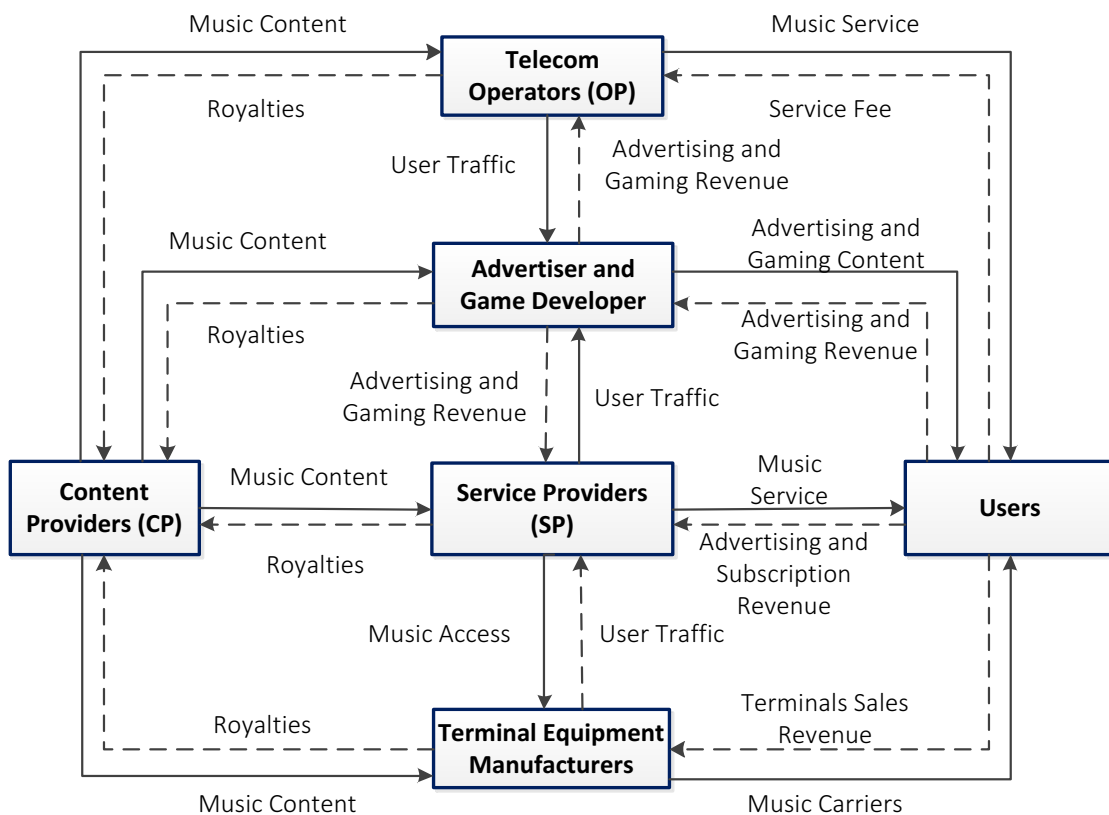 Music Content
Music Service
Telecom
Operators (OP)
Royalties
Service Fee
User Traffic
Advertising and
Gaming Revenue
Music Content
Advertising and
Gaming Content
Advertiser and
Game Developer
Royalties
Advertising and
Gaming Revenue
Advertising and
Gaming Revenue
User Traffic
Content
Providers (CP)
Music Content
Service Providers
(SP)
Music
Service
Users
Royalties
Advertising and
Subscription
Revenue
Music Access
User Traffic
Royalties
Terminal Equipment
Manufacturers
Terminals Sales
Revenue
Music Content
Music Carriers